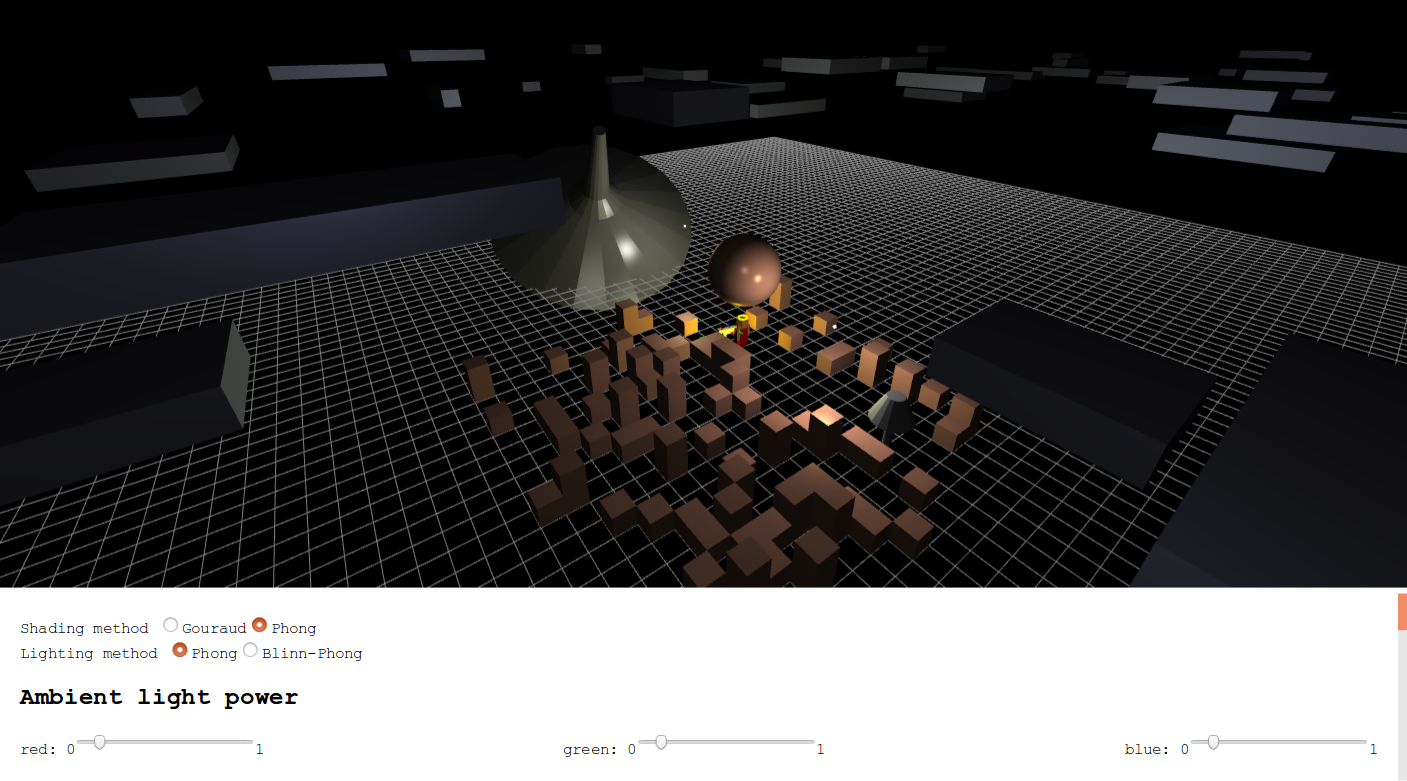 Shading method Gouraud Phong
Lighting method Phong Blinn-Phong
Ambient light power
red: 0 1 green: 0 1 blue: 0 1